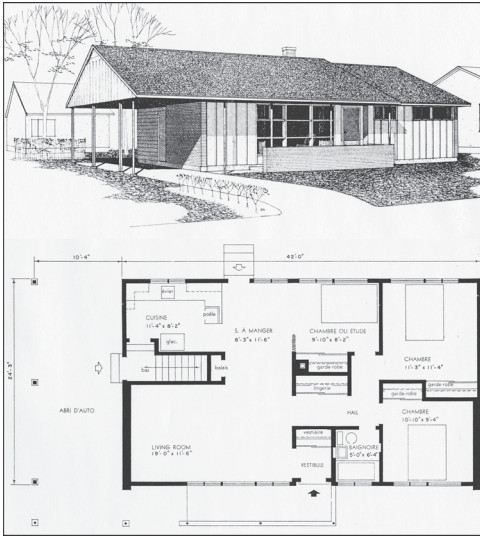 10'-4"
42'-0"
24'-3"
évier
poêle
CUISINE
11'-4" x 8'-2"
glac.
S. À MANGER
8'-3" x 11'-6"
CHAMBRE OU ÉTUDE
9'-10" x 8'-2"
CHAMBRE
11'-3" x 11'-4"
bas
balais
garde-robe
lingerie
garde-robe
garde-robe
ABRI D'AUTO
HALL
CHAMBRE
10'-10" x 9'-4"
LIVING ROOM
19'-0" x 11'-6"
vestiaire
BAIGNOIRE
5'-0" x 6'-4"
VESTIBULE